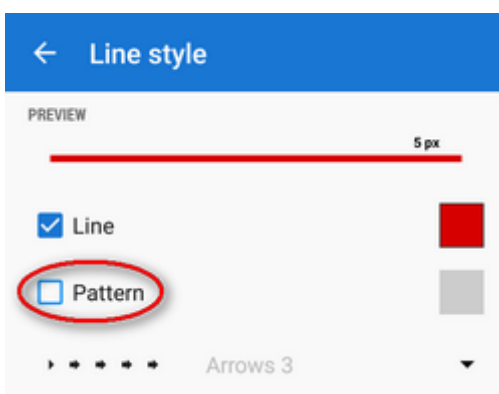 Line style
PREVIEW
5 px
Line
Pattern
Arrows 3